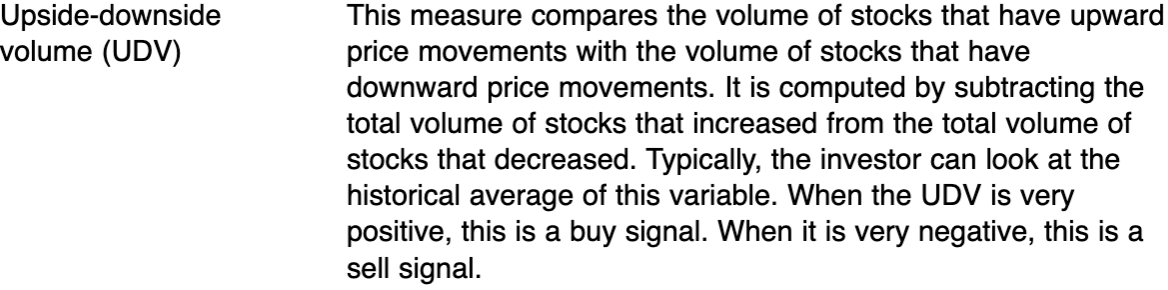 Upside-downside
volume (UDV)
This measure compares the volume of stocks that have upward
price movements with the volume of stocks that have
downward price movements. It is computed by subtracting the
total volume of stocks that increased from the total volume of
stocks that decreased. Typically, the investor can look at the
historical average of this variable. When the UDV is very
positive, this is a buy signal. When it is very negative, this is a
sell signal.